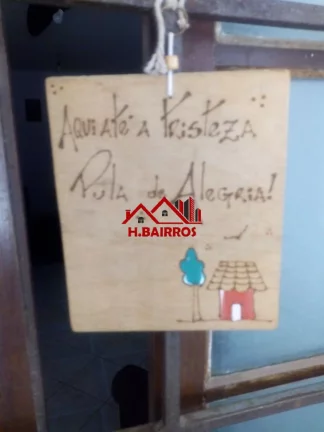 Aqui até a tristeza
Pula de Alegria!
H.BAIRROS